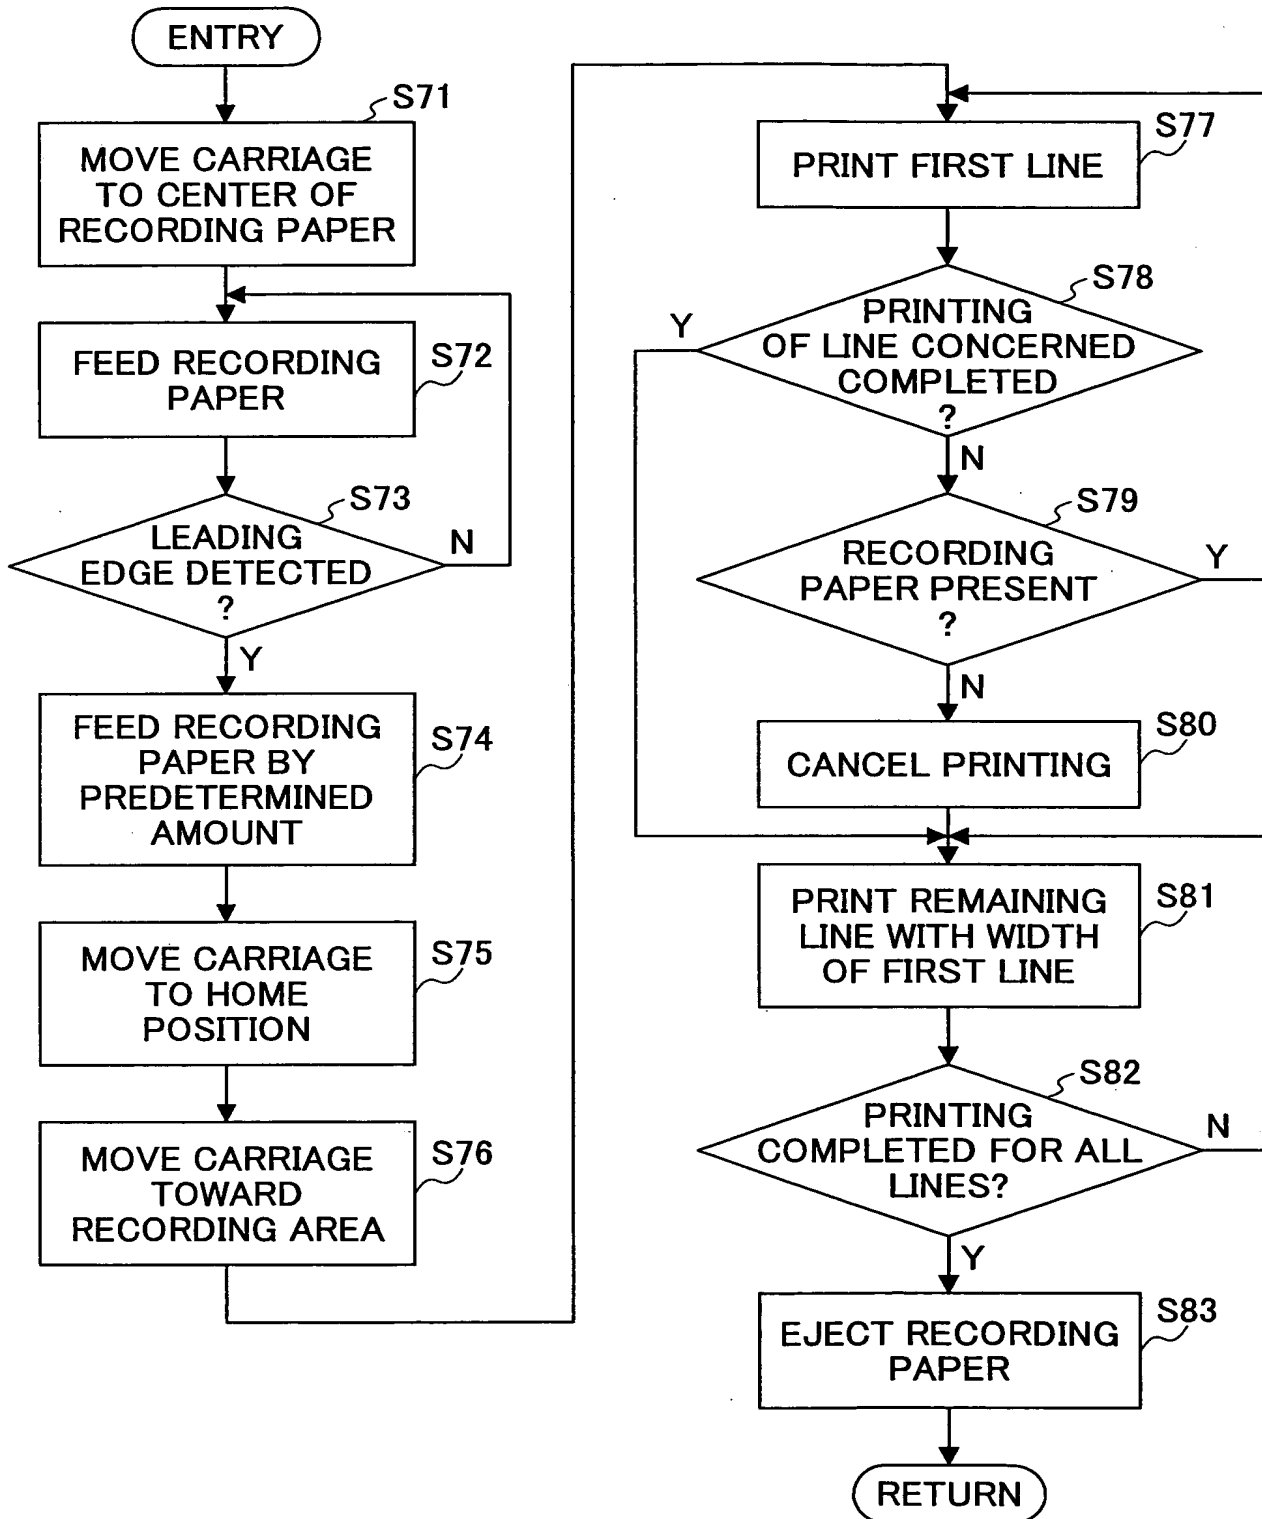 ENTRY
S71
MOVE CARRIAGE
TO CENTER OF
RECORDING PAPER
S72
FEED RECORDING
PAPER
S73
LEADING
EDGE DETECTED
?
N
Y
S74
FEED RECORDING
PAPER BY
PREDETERMINED
AMOUNT
S75
MOVE CARRIAGE
TO HOME
POSITION
S76
MOVE CARRIAGE
TOWARD
RECORDING AREA
S77
PRINT FIRST LINE
S78
PRINTING
OF LINE CONCERNED
COMPLETED
?
Y
N
S79
RECORDING
PAPER PRESENT
?
Y
N
S80
CANCEL PRINTING
S81
PRINT REMAINING
LINE WITH WIDTH
OF FIRST LINE
S82
PRINTING
COMPLETED FOR ALL
LINES?
N
Y
S83
EJECT RECORDING
PAPER
RETURN